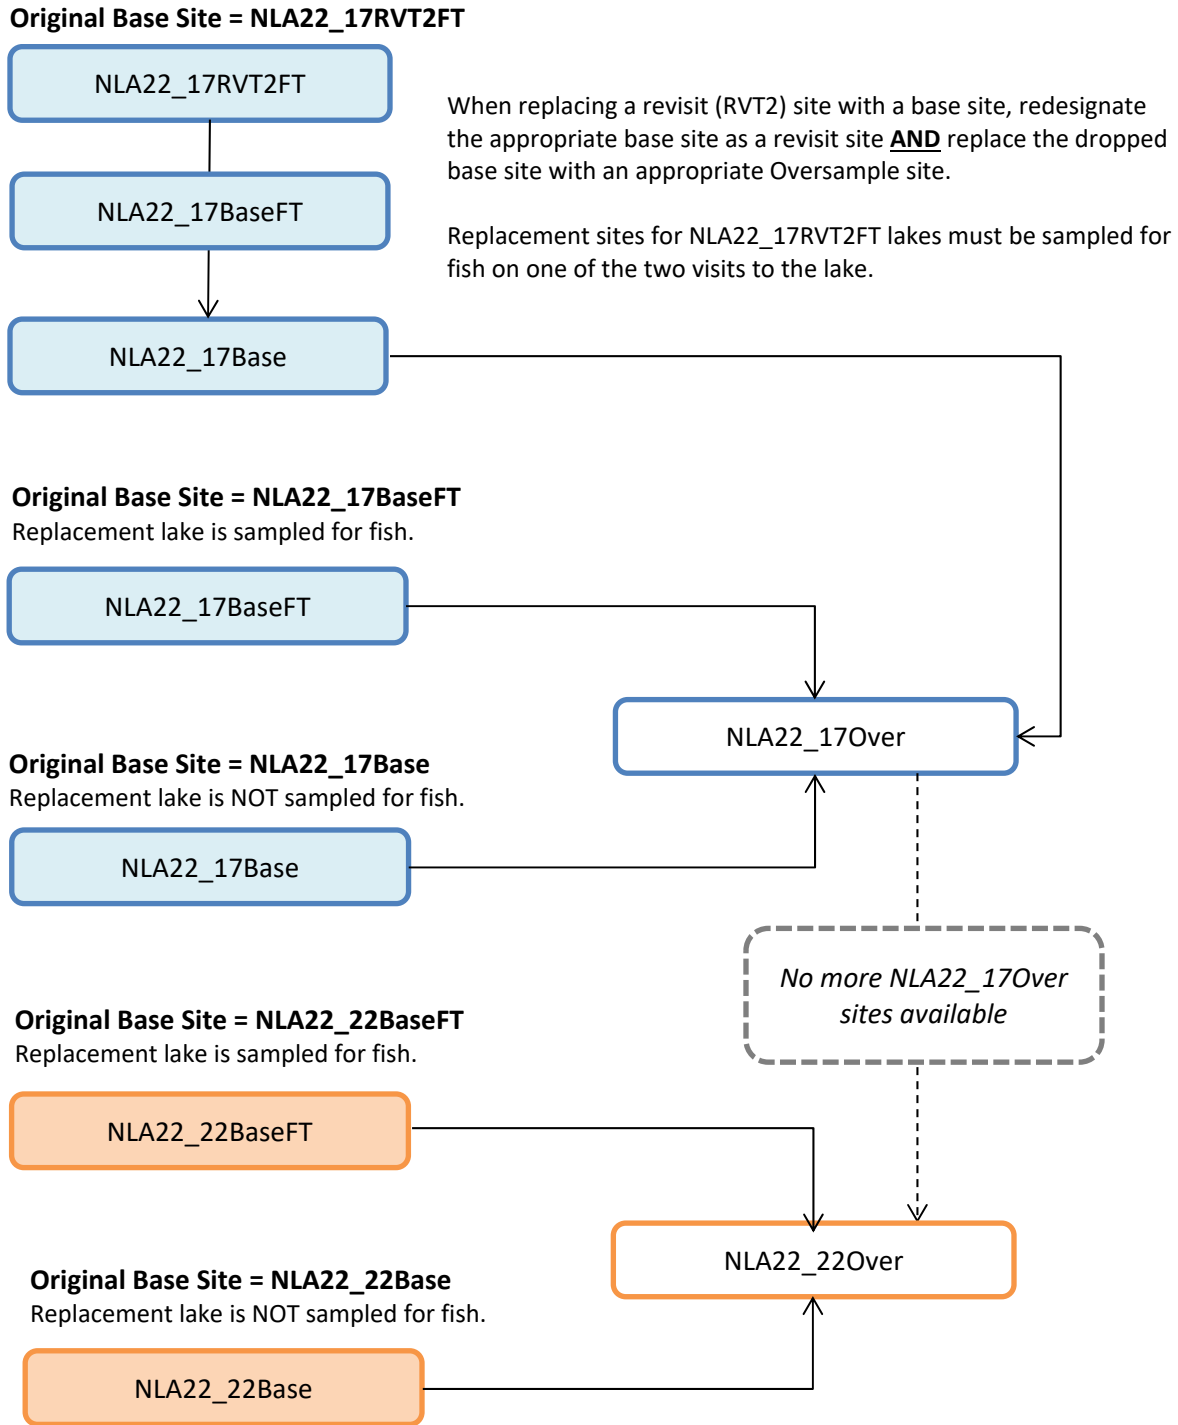 Original Base Site = NLA22_17RVT2FT
NLA22_17RVT2FT
When replacing a revisit (RVT2) site with a base site, redesignate
the appropriate base site as a revisit site AND replace the dropped
base site with an appropriate Oversample site.
NLA22_17BaseFT
Replacement sites for NLA22_17RVT2FT lakes must be sampled for
fish on one of the two visits to the lake.
NLA22_17Base
Original Base Site = NLA22_17BaseFT
Replacement lake is sampled for fish.
NLA22_17BaseFT
NLA22_17Over
Original Base Site = NLA22_17Base
Replacement lake is NOT sampled for fish.
NLA22_17Base
No more NLA22_17Over
sites available
Original Base Site = NLA22_22BaseFT
Replacement lake is sampled for fish.
NLA22_22BaseFT
NLA22_22Over
Original Base Site = NLA22_22Base
Replacement lake is NOT sampled for fish.
NLA22_22Base